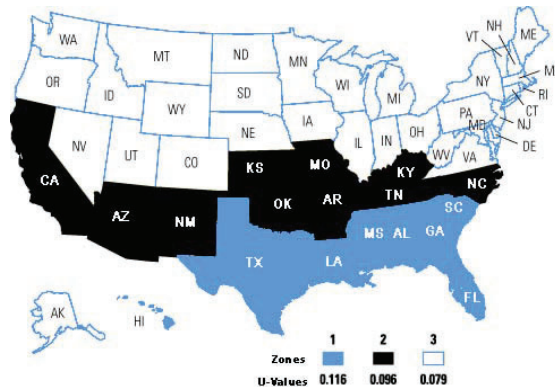 WA
MT
ND
MN
VT
NH
ME
OR
ID
WY
SD
WI
MI
NY
M
RI
CT
NV
UT
CO
NE
IA
IL
IN
OH
PA
NJ
MD
DE
WV
VA
CA
AZ
NM
KS
MO
OK
AR
KY
TN
NC
SC
TX
LA
MS
AL
GA
FL
AK
HI
1 2 3
Zones
U-Values 0.116 0.096 0.079